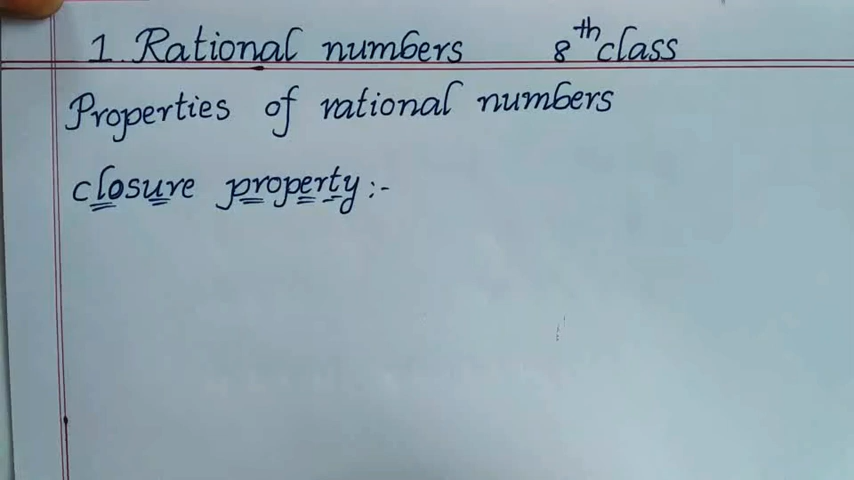 1. Rational numbers 8th class
Properties of rational numbers
closure property :-